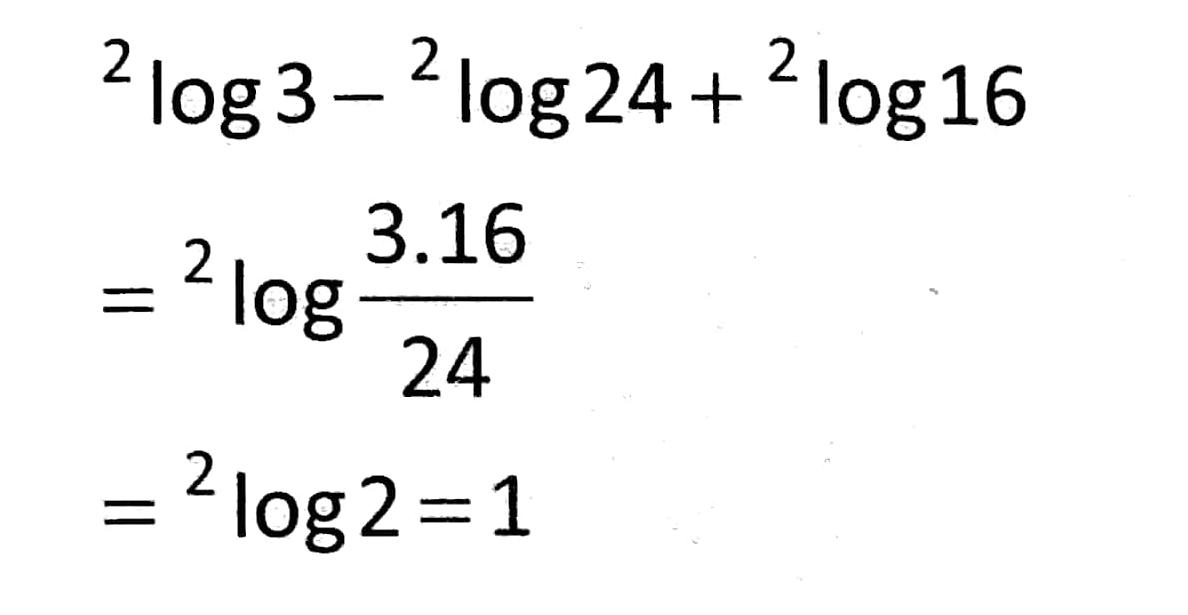 ²log 3 − ²log 24 + ²log 16
= ²log 3.16/24
= ²log 2 = 1